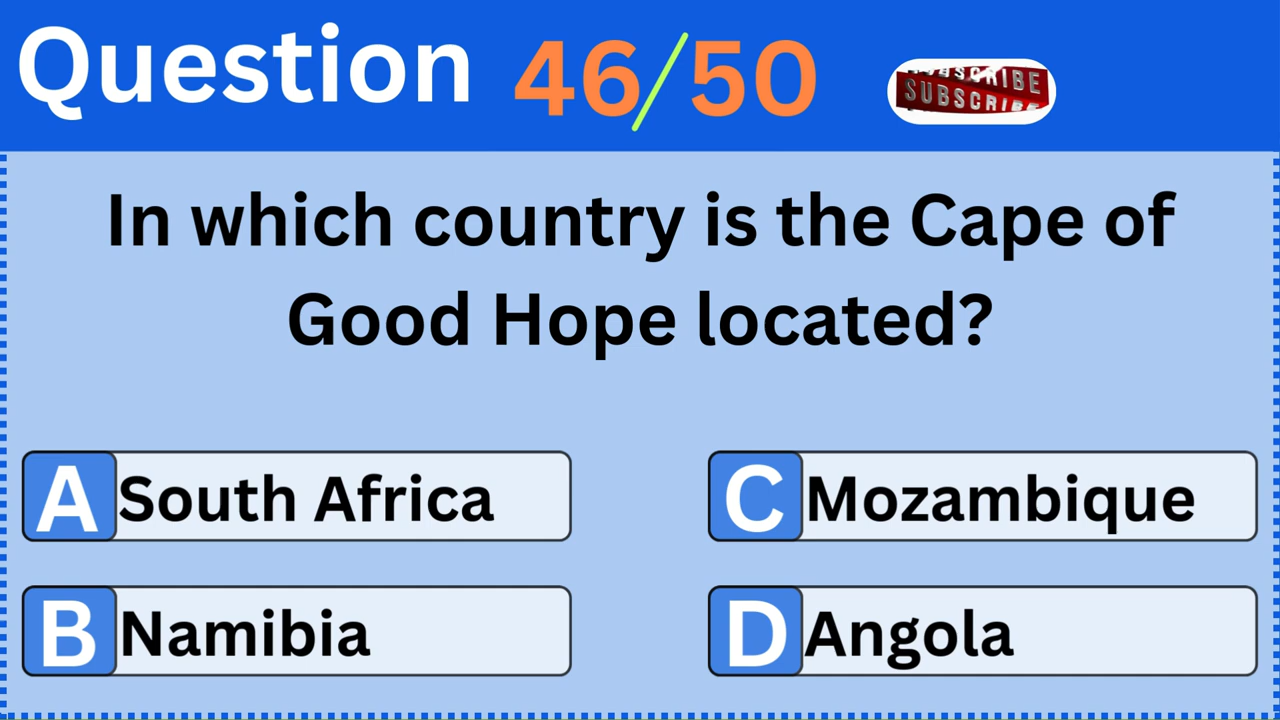 Question 46/50
SUBSCRIBE
SUBSCRIBE
In which country is the Cape of
Good Hope located?
A South Africa
B Namibia
C Mozambique
D Angola